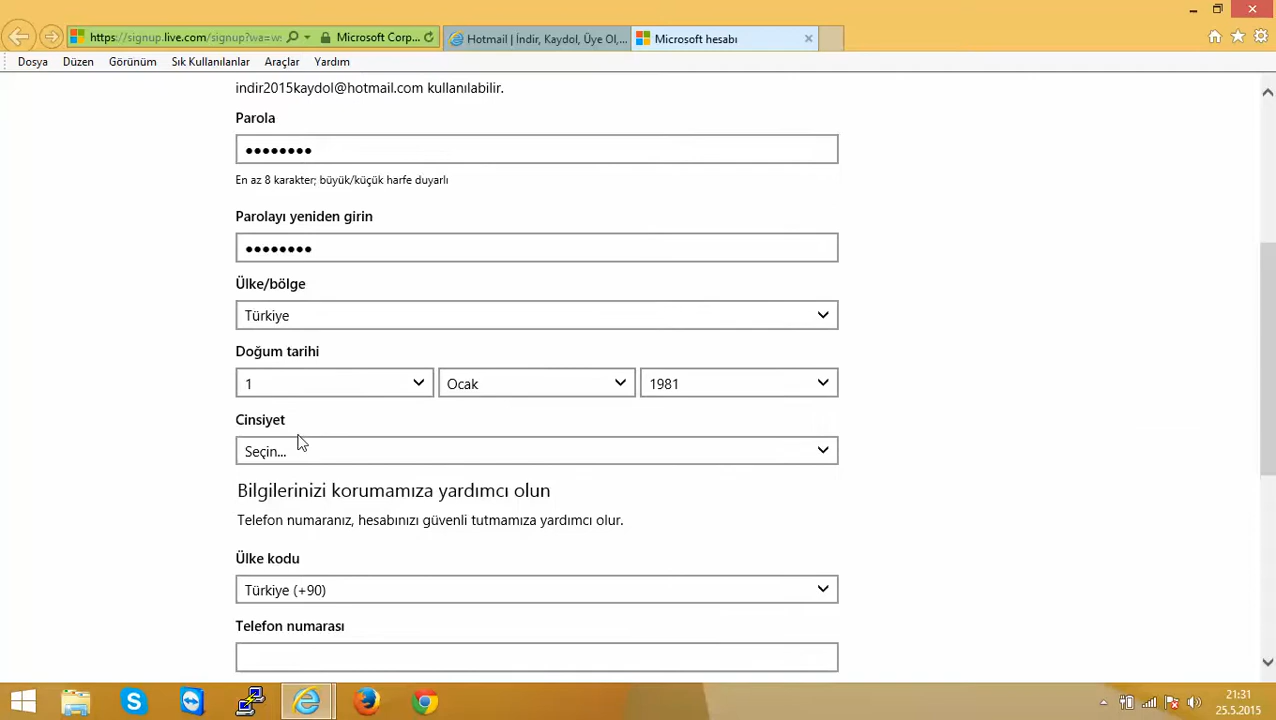 https://signup.live.com/signup?wa=w:
Microsoft Corp...
Hotmail | İndir, Kaydol, Üye Ol,...
Microsoft hesabı
Dosya Düzen Görünüm Sık Kullanılanlar Araçlar Yardım
indir2015kaydol@hotmail.com kullanılabilir.
Parola
••••••••
En az 8 karakter; büyük/küçük harfe duyarlı
Parolayı yeniden girin
••••••••
Ülke/bölge
Türkiye
Doğum tarihi
1 Ocak 1981
Cinsiyet
Seçin...
Bilgilerinizi korumamıza yardımcı olun
Telefon numaranız, hesabınızı güvenli tutmamıza yardımcı olur.
Ülke kodu
Türkiye (+90)
Telefon numarası
21:31
25.5.2015